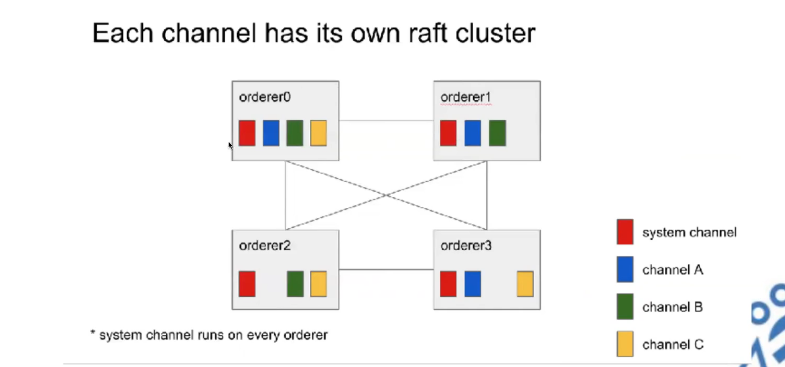 Each channel has its own raft cluster
orderer0
orderer1
orderer2
orderer3
system channel
channel A
channel B
channel C
* system channel runs on every orderer